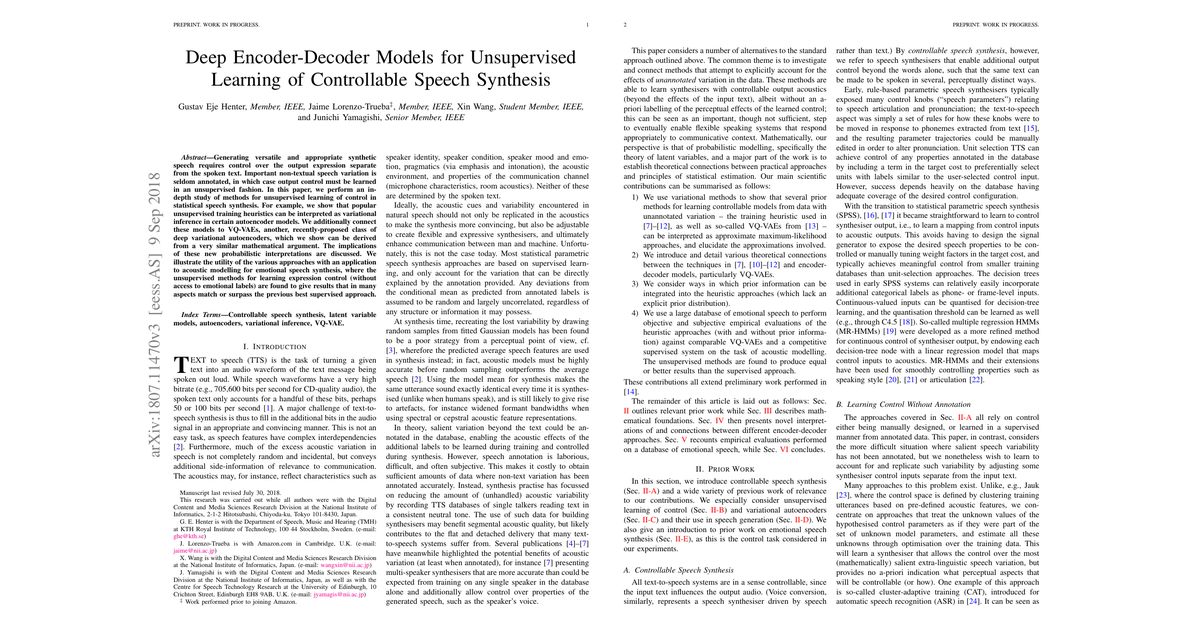 PREPRINT. WORK IN PROGRESS.
1
Deep Encoder-Decoder Models for Unsupervised
Learning of Controllable Speech Synthesis
Gustav Eje Henter, Member, IEEE, Jaime Lorenzo-Trueba‡, Member, IEEE, Xin Wang, Student Member, IEEE,
and Junichi Yamagishi, Senior Member, IEEE
arXiv:1807.11470v3 [eess.AS] 9 Sep 2018
Abstract—Generating versatile and appropriate synthetic
speech requires control over the output expression separate
from the spoken text. Important non-textual speech variation is
seldom annotated, in which case output control must be learned
in an unsupervised fashion. In this paper, we perform an in-
depth study of methods for unsupervised learning of control in
statistical speech synthesis. For example, we show that popular
unsupervised training heuristics can be interpreted as variational
inference in certain autoencoder models. We additionally connect
these models to VQ-VAEs, another, recently-proposed class of
deep variational autoencoders, which we show can be derived
from a very similar mathematical argument. The implications
of these new probabilistic interpretations are discussed. We
illustrate the utility of the various approaches with an application
to acoustic modelling for emotional speech synthesis, where the
unsupervised methods for learning expression control (without
access to emotional labels) are found to give results that in many
aspects match or surpass the previous best supervised approach.
Index Terms—Controllable speech synthesis, latent variable
models, autoencoders, variational inference, VQ-VAE.
I. INTRODUCTION
TEXT to speech (TTS) is the task of turning a given
text into an audio waveform of the text message being
spoken out loud. While speech waveforms have a very high
bitrate (e.g., 705,600 bits per second for CD-quality audio), the
spoken text only accounts for a handful of these bits, perhaps
50 or 100 bits per second [1]. A major challenge of text-to-
speech synthesis is thus to fill in the additional bits in the audio
signal in an appropriate and convincing manner. This is not an
easy task, as speech features have complex interdependencies
[2]. Furthermore, much of the excess acoustic variation in
speech is not completely random and incidental, but conveys
additional side-information of relevance to communication.
The acoustics may, for instance, reflect characteristics such as
Manuscript last revised July 30, 2018.
This research was carried out while all authors were with the Digital
Content and Media Sciences Research Division at the National Institute of
Informatics, 2-1-2 Hitotsubashi, Chiyoda-ku, Tokyo 101-8430, Japan.
G. E. Henter is with the Department of Speech, Music and Hearing (TMH)
at KTH Royal Institute of Technology, 100 44 Stockholm, Sweden. (e-mail:
ghe@kth.se)
J. Lorenzo-Trueba is with Amazon.com in Cambridge, U.K. (e-mail:
jaime@nii.ac.jp)
X. Wang is with the Digital Content and Media Sciences Research Division
at the National Institute of Informatics, Japan. (e-mail: wangxin@nii.ac.jp)
J. Yamagishi is with the Digital Content and Media Sciences Research
Division at the National Institute of Informatics, Japan, as well as with the
Centre for Speech Technology Research at the University of Edinburgh, 10
Crichton Street, Edinburgh EH8 9AB, U.K. (e-mail: jyamagis@nii.ac.jp)
‡ Work performed prior to joining Amazon.
speaker identity, speaker condition, speaker mood and emo-
tion, pragmatics (via emphasis and intonation), the acoustic
environment, and properties of the communication channel
(microphone characteristics, room acoustics). Neither of these
are determined by the spoken text.
Ideally, the acoustic cues and variability encountered in
natural speech should not only be replicated in the acoustics
to make the synthesis more convincing, but also be adjustable
to create flexible and expressive synthesisers, and ultimately
enhance communication between man and machine. Unfortu-
nately, this is not the case today. Most statistical parametric
speech synthesis approaches are based on supervised learn-
ing, and only account for the variation that can be directly
explained by the annotation provided. Any deviations from
the conditional mean as predicted from annotated labels is
assumed to be random and largely uncorrelated, regardless of
any structure or information it may possess.
At synthesis time, recreating the lost variability by drawing
random samples from fitted Gaussian models has been found
to be a poor strategy from a perceptual point of view, cf.
[3], wherefore the predicted average speech features are used
in synthesis instead; in fact, acoustic models must be highly
accurate before random sampling outperforms the average
speech [2]. Using the model mean for synthesis makes the
same utterance sound exactly identical every time it is synthe-
sised (unlike when humans speak), and is still likely to give rise
to artefacts, for instance widened formant bandwidths when
using spectral or cepstral acoustic feature representations.
In theory, salient variation beyond the text could be an-
notated in the database, enabling the acoustic effects of the
additional labels to be learned during training and controlled
during synthesis. However, speech annotation is laborious,
difficult, and often subjective. This makes it costly to obtain
sufficient amounts of data where non-text variation has been
annotated accurately. Instead, synthesis practise has focussed
on reducing the amount of (unhandled) acoustic variability
by recording TTS databases of single talkers reading text in
a consistent neutral tone. The use of such data for building
synthesisers may benefit segmental acoustic quality, but likely
contributes to the flat and detached delivery that many text-
to-speech systems suffer from. Several publications [4]–[7]
have meanwhile highlighted the potential benefits of acoustic
variation (at least when annotated), for instance [7] presenting
multi-speaker synthesisers that are more accurate than could be
expected from training on any single speaker in the database
alone and additionally allow control over properties of the
generated speech, such as the speaker's voice.
2
PREPRINT. WORK IN PROGRESS.
This paper considers a number of alternatives to the standard
approach outlined above. The common theme is to investigate
and connect methods that attempt to explicitly account for the
effects of unannotated variation in the data. These methods are
able to learn synthesisers with controllable output acoustics
(beyond the effects of the input text), albeit without an a-
priori labelling of the perceptual effects of the learned control;
this can be seen as an important, though not sufficient, step
to eventually enable flexible speaking systems that respond
appropriately to communicative context. Mathematically, our
perspective is that of probabilistic modelling, specifically the
theory of latent variables, and a major part of the work is to
establish theoretical connections between practical approaches
and principles of statistical estimation. Our main scientific
contributions can be summarised as follows:
1) We use variational methods to show that several prior
methods for learning controllable models from data with
unannotated variation – the training heuristic used in
[7]–[12], as well as so-called VQ-VAEs from [13] –
can be interpreted as approximate maximum-likelihood
approaches, and elucidate the approximations involved.
2) We introduce and detail various theoretical connections
between the techniques in [7], [10]–[12] and encoder-
decoder models, particularly VQ-VAEs.
3) We consider ways in which prior information can be
integrated into the heuristic approaches (which lack an
explicit prior distribution).
4) We use a large database of emotional speech to perform
objective and subjective empirical evaluations of the
heuristic approaches (with and without prior informa-
tion) against comparable VQ-VAEs and a competitive
supervised system on the task of acoustic modelling.
The unsupervised methods are found to produce equal
or better results than the supervised approach.
These contributions all extend preliminary work performed in
[14].
The remainder of this article is laid out as follows: Sec.
II outlines relevant prior work while Sec. III describes math-
ematical foundations. Sec. IV then presents novel interpreta-
tions of and connections between different encoder-decoder
approaches. Sec. V recounts empirical evaluations performed
on a database of emotional speech, while Sec. VI concludes.
II. PRIOR WORK
In this section, we introduce controllable speech synthesis
(Sec. II-A) and a wide variety of previous work of relevance
to our contributions. We especially consider unsupervised
learning of control (Sec. II-B) and variational autoencoders
(Sec. II-C) and their use in speech generation (Sec. II-D). We
also give an introduction to prior work on emotional speech
synthesis (Sec. II-E), as this is the control task considered in
our experiments.
A. Controllable Speech Synthesis
All text-to-speech systems are in a sense controllable, since
the input text influences the output audio. (Voice conversion,
similarly, represents a speech synthesiser driven by speech
rather than text.) By controllable speech synthesis, however,
we refer to speech synthesisers that enable additional output
control beyond the words alone, such that the same text can
be made to be spoken in several, perceptually distinct ways.
Early, rule-based parametric speech synthesisers typically
exposed many control knobs ("speech parameters") relating
to speech articulation and pronunciation; the text-to-speech
aspect was simply a set of rules for how these knobs were to
be moved in response to phonemes extracted from text [15],
and the resulting parameter trajectories could be manually
edited in order to alter pronunciation. Unit selection TTS can
achieve control of any properties annotated in the database
by including a term in the target cost to preferentially select
units with labels similar to the user-selected control input.
However, success depends heavily on the database having
adequate coverage of the desired control configuration.
With the transition to statistical parametric speech synthesis
(SPSS), [16], [17] it became straightforward to learn to control
synthesiser output, i.e., to learn a mapping from control inputs
to acoustic outputs. This avoids having to design the signal
generator to expose the desired speech properties to be con-
trolled or manually tuning weight factors in the target cost, and
typically achieves meaningful control from smaller training
databases than unit-selection approaches. The decision trees
used in early SPSS systems can relatively easily incorporate
additional categorical labels as phone- or frame-level inputs.
Continuous-valued inputs can be quantised for decision-tree
learning, and the quantisation threshold can be learned as well
(e.g., through C4.5 [18]). So-called multiple regression HMMs
(MR-HMMs) [19] were developed as a more refined method
for continuous control of synthesiser output, by endowing each
decision-tree node with a linear regression model that maps
control inputs to acoustics. MR-HMMs and their extensions
have been used for smoothly controlling properties such as
speaking style [20], [21] or articulation [22].
B. Learning Control Without Annotation
The approaches covered in Sec. II-A all rely on control
either being manually designed, or learned in a supervised
manner from annotated data. This paper, in contrast, considers
the more difficult situation where salient speech variability
has not been annotated, but we nonetheless wish to learn to
account for and replicate such variability by adjusting some
synthesiser control inputs separate from the input text.
Many approaches to this problem exist. Unlike, e.g., Jauk
[23], where the control space is defined by clustering training
utterances based on pre-defined acoustic features, we con-
centrate on approaches that treat the unknown values of the
hypothesised control parameters as if they were part of the
set of unknown model parameters, and estimate all these
unknowns through optimisation over the training data. This
will learn a synthesiser that allows the control over the most
(mathematically) salient extra-linguistic speech variation, but
provides no a-priori indication what perceptual aspects that
will be controllable (or how). One example of this approach
is so-called cluster-adaptive training (CAT), introduced for
automatic speech recognition (ASR) in [24]. It can be seen as